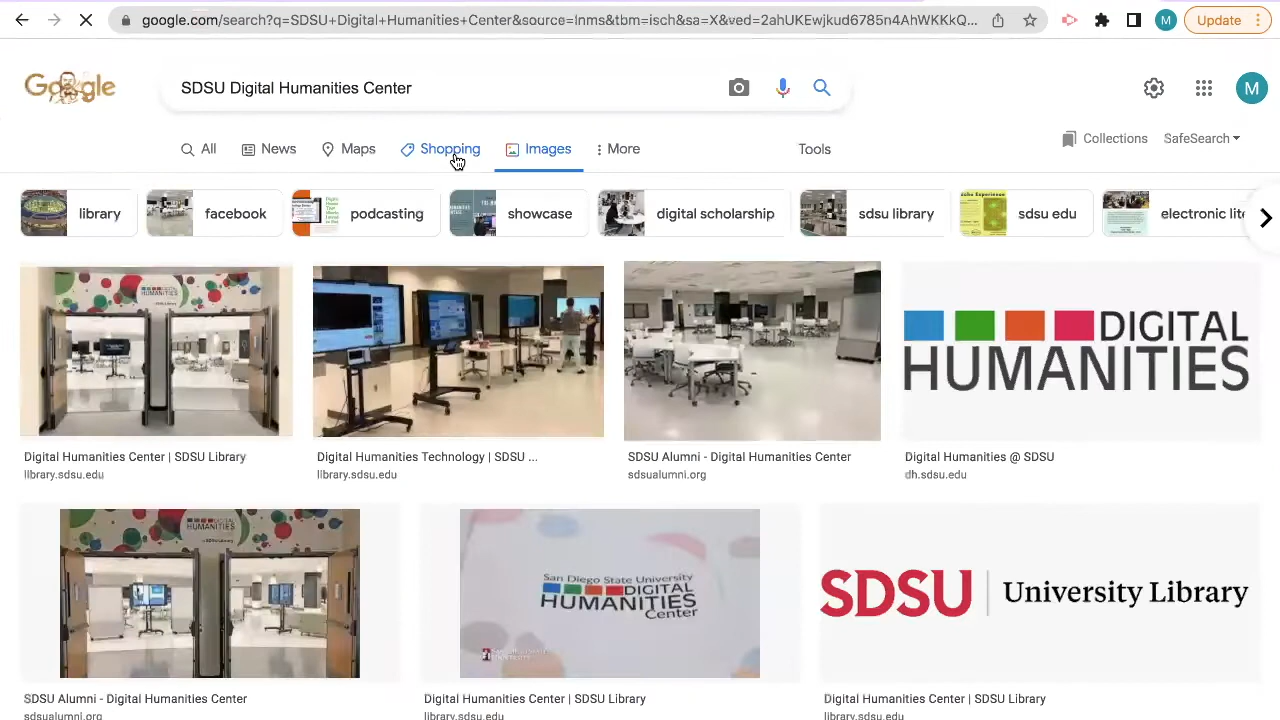 google.com/search?q=SDSU+Digital+Humanities+Center&source=lnms&tbm=isch&sa=X&ved=2ahUKEwjkud6785n4AhWKKkQ...
M
Update
Google
SDSU Digital Humanities Center
M
All
News
Maps
Shopping
Images
More
Tools
Collections
SafeSearch
library
facebook
podcasting
showcase
digital scholarship
sdsu library
sdsu edu
electronic lite
HUMANITIES
DIGITAL
HUMANITIES
Digital Humanities Center | SDSU Library
library.sdsu.edu
Digital Humanities Technology | SDSU ...
library.sdsu.edu
SDSU Alumni - Digital Humanities Center
sdsualumni.org
Digital Humanities @ SDSU
dh.sdsu.edu
DIGITAL
HUMANITIES
San Diego State University
DIGITAL
HUMANITIES
Center
SDSU | University Library
SDSU Alumni - Digital Humanities Center
sdsualumni.org
Digital Humanities Center | SDSU Library
library.sdsu.edu
Digital Humanities Center | SDSU Library
library.sdsu.edu